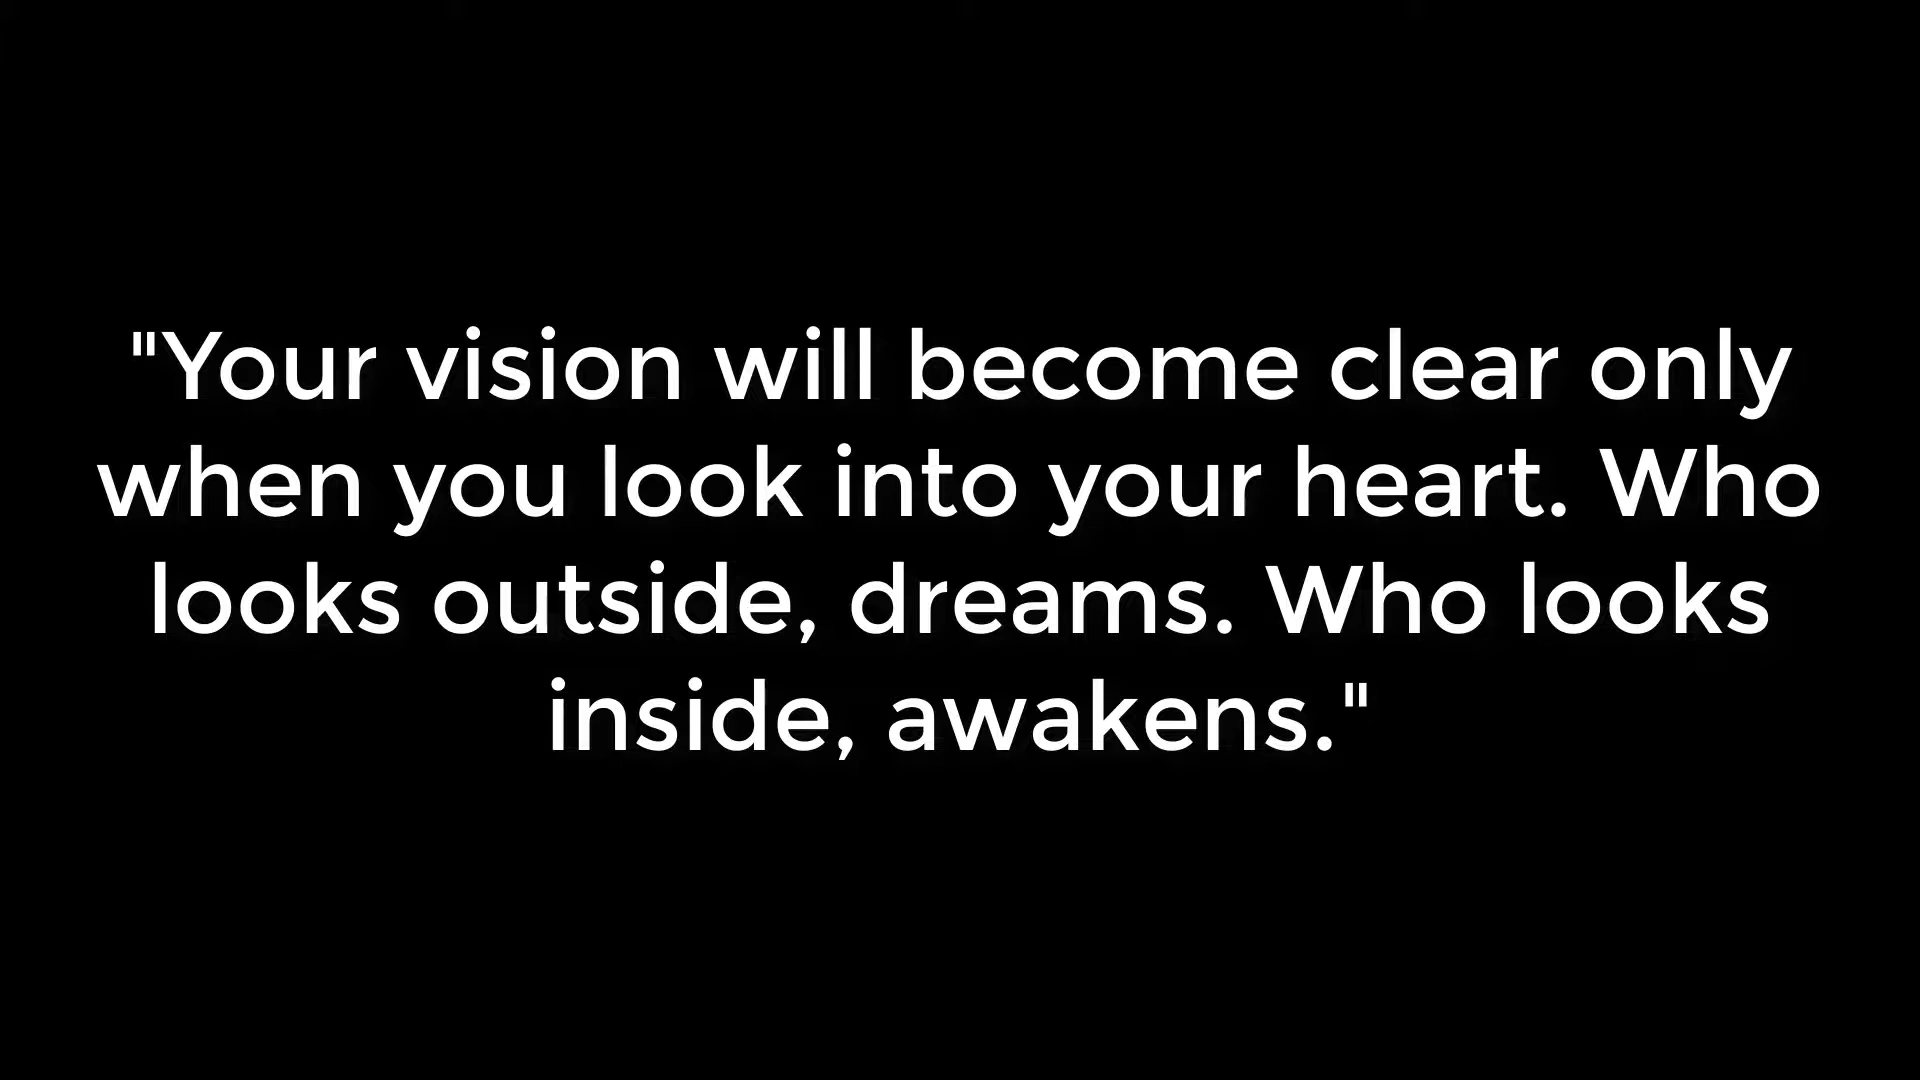 "Your vision will become clear only
when you look into your heart. Who
looks outside, dreams. Who looks
inside, awakens."